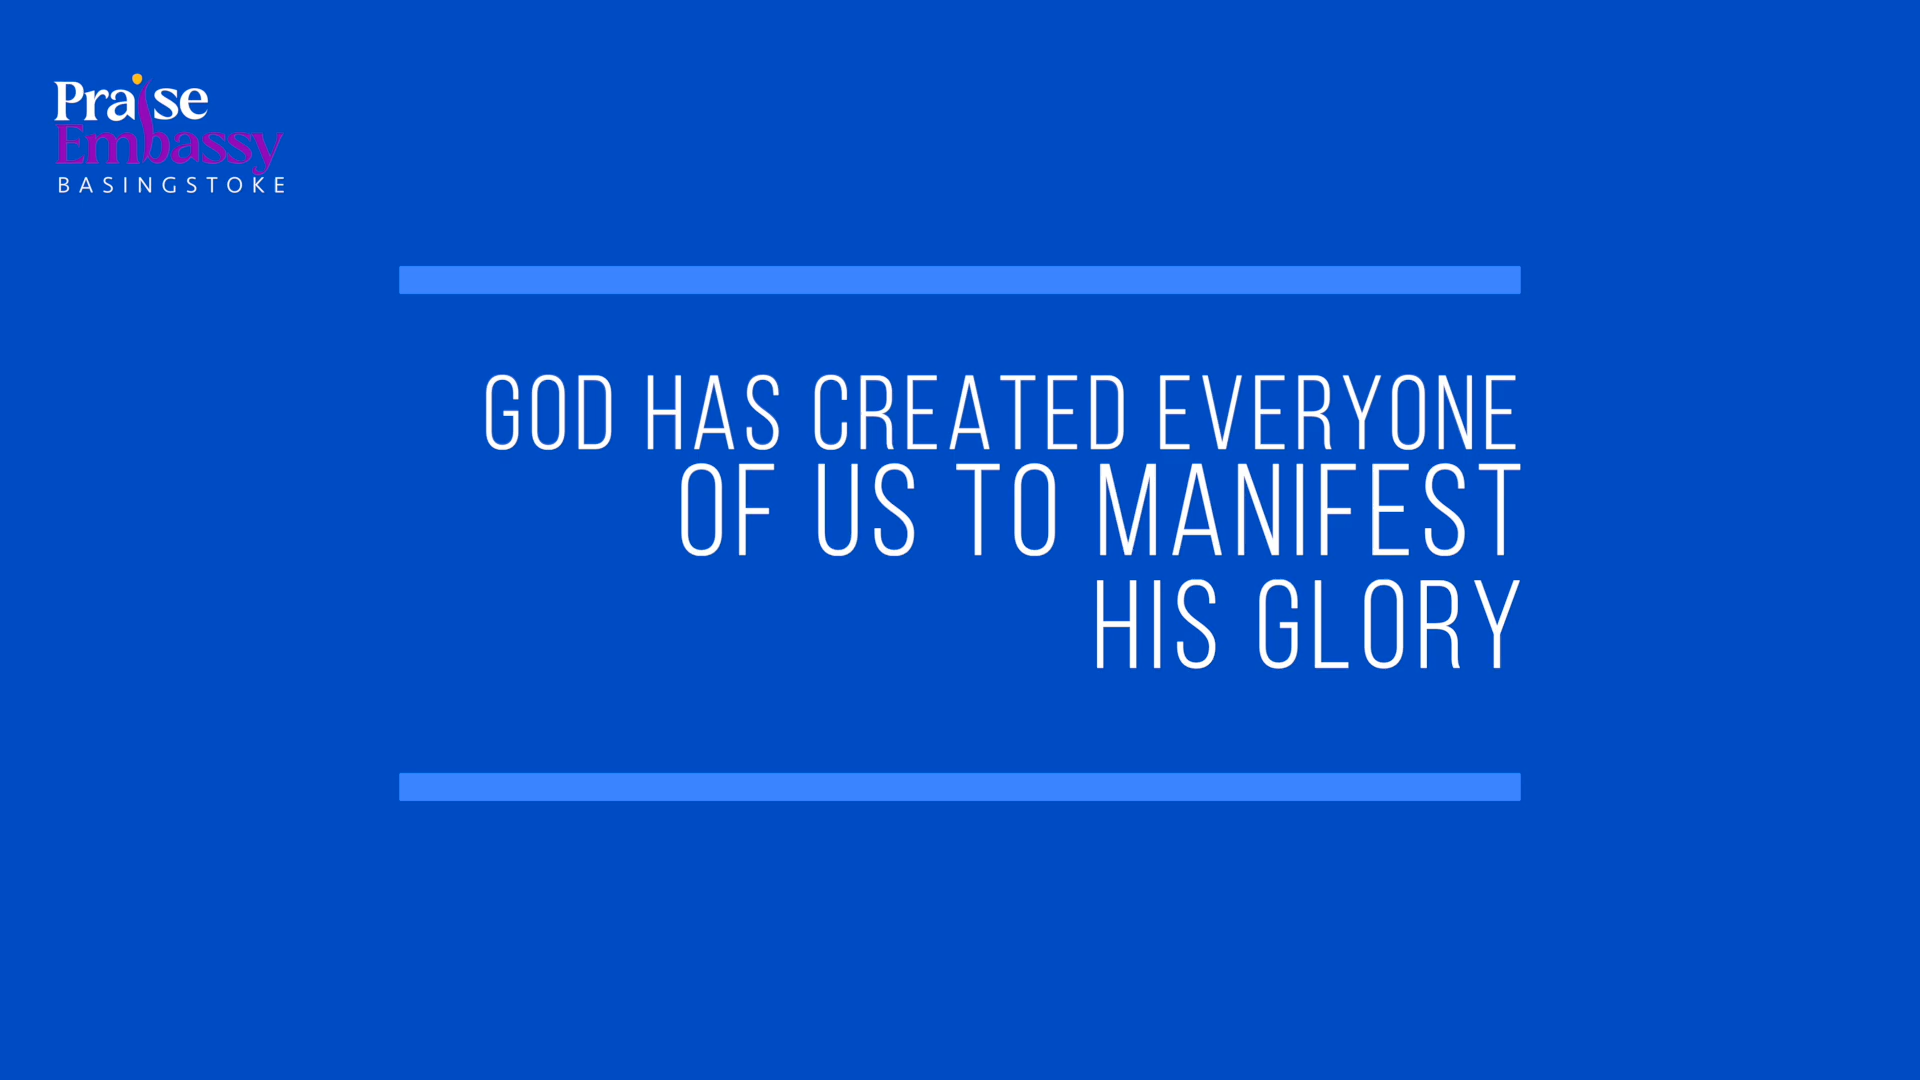 Praise
Embassy
BASINGSTOKE
GOD HAS CREATED EVERYONE
OF US TO MANIFEST
HIS GLORY